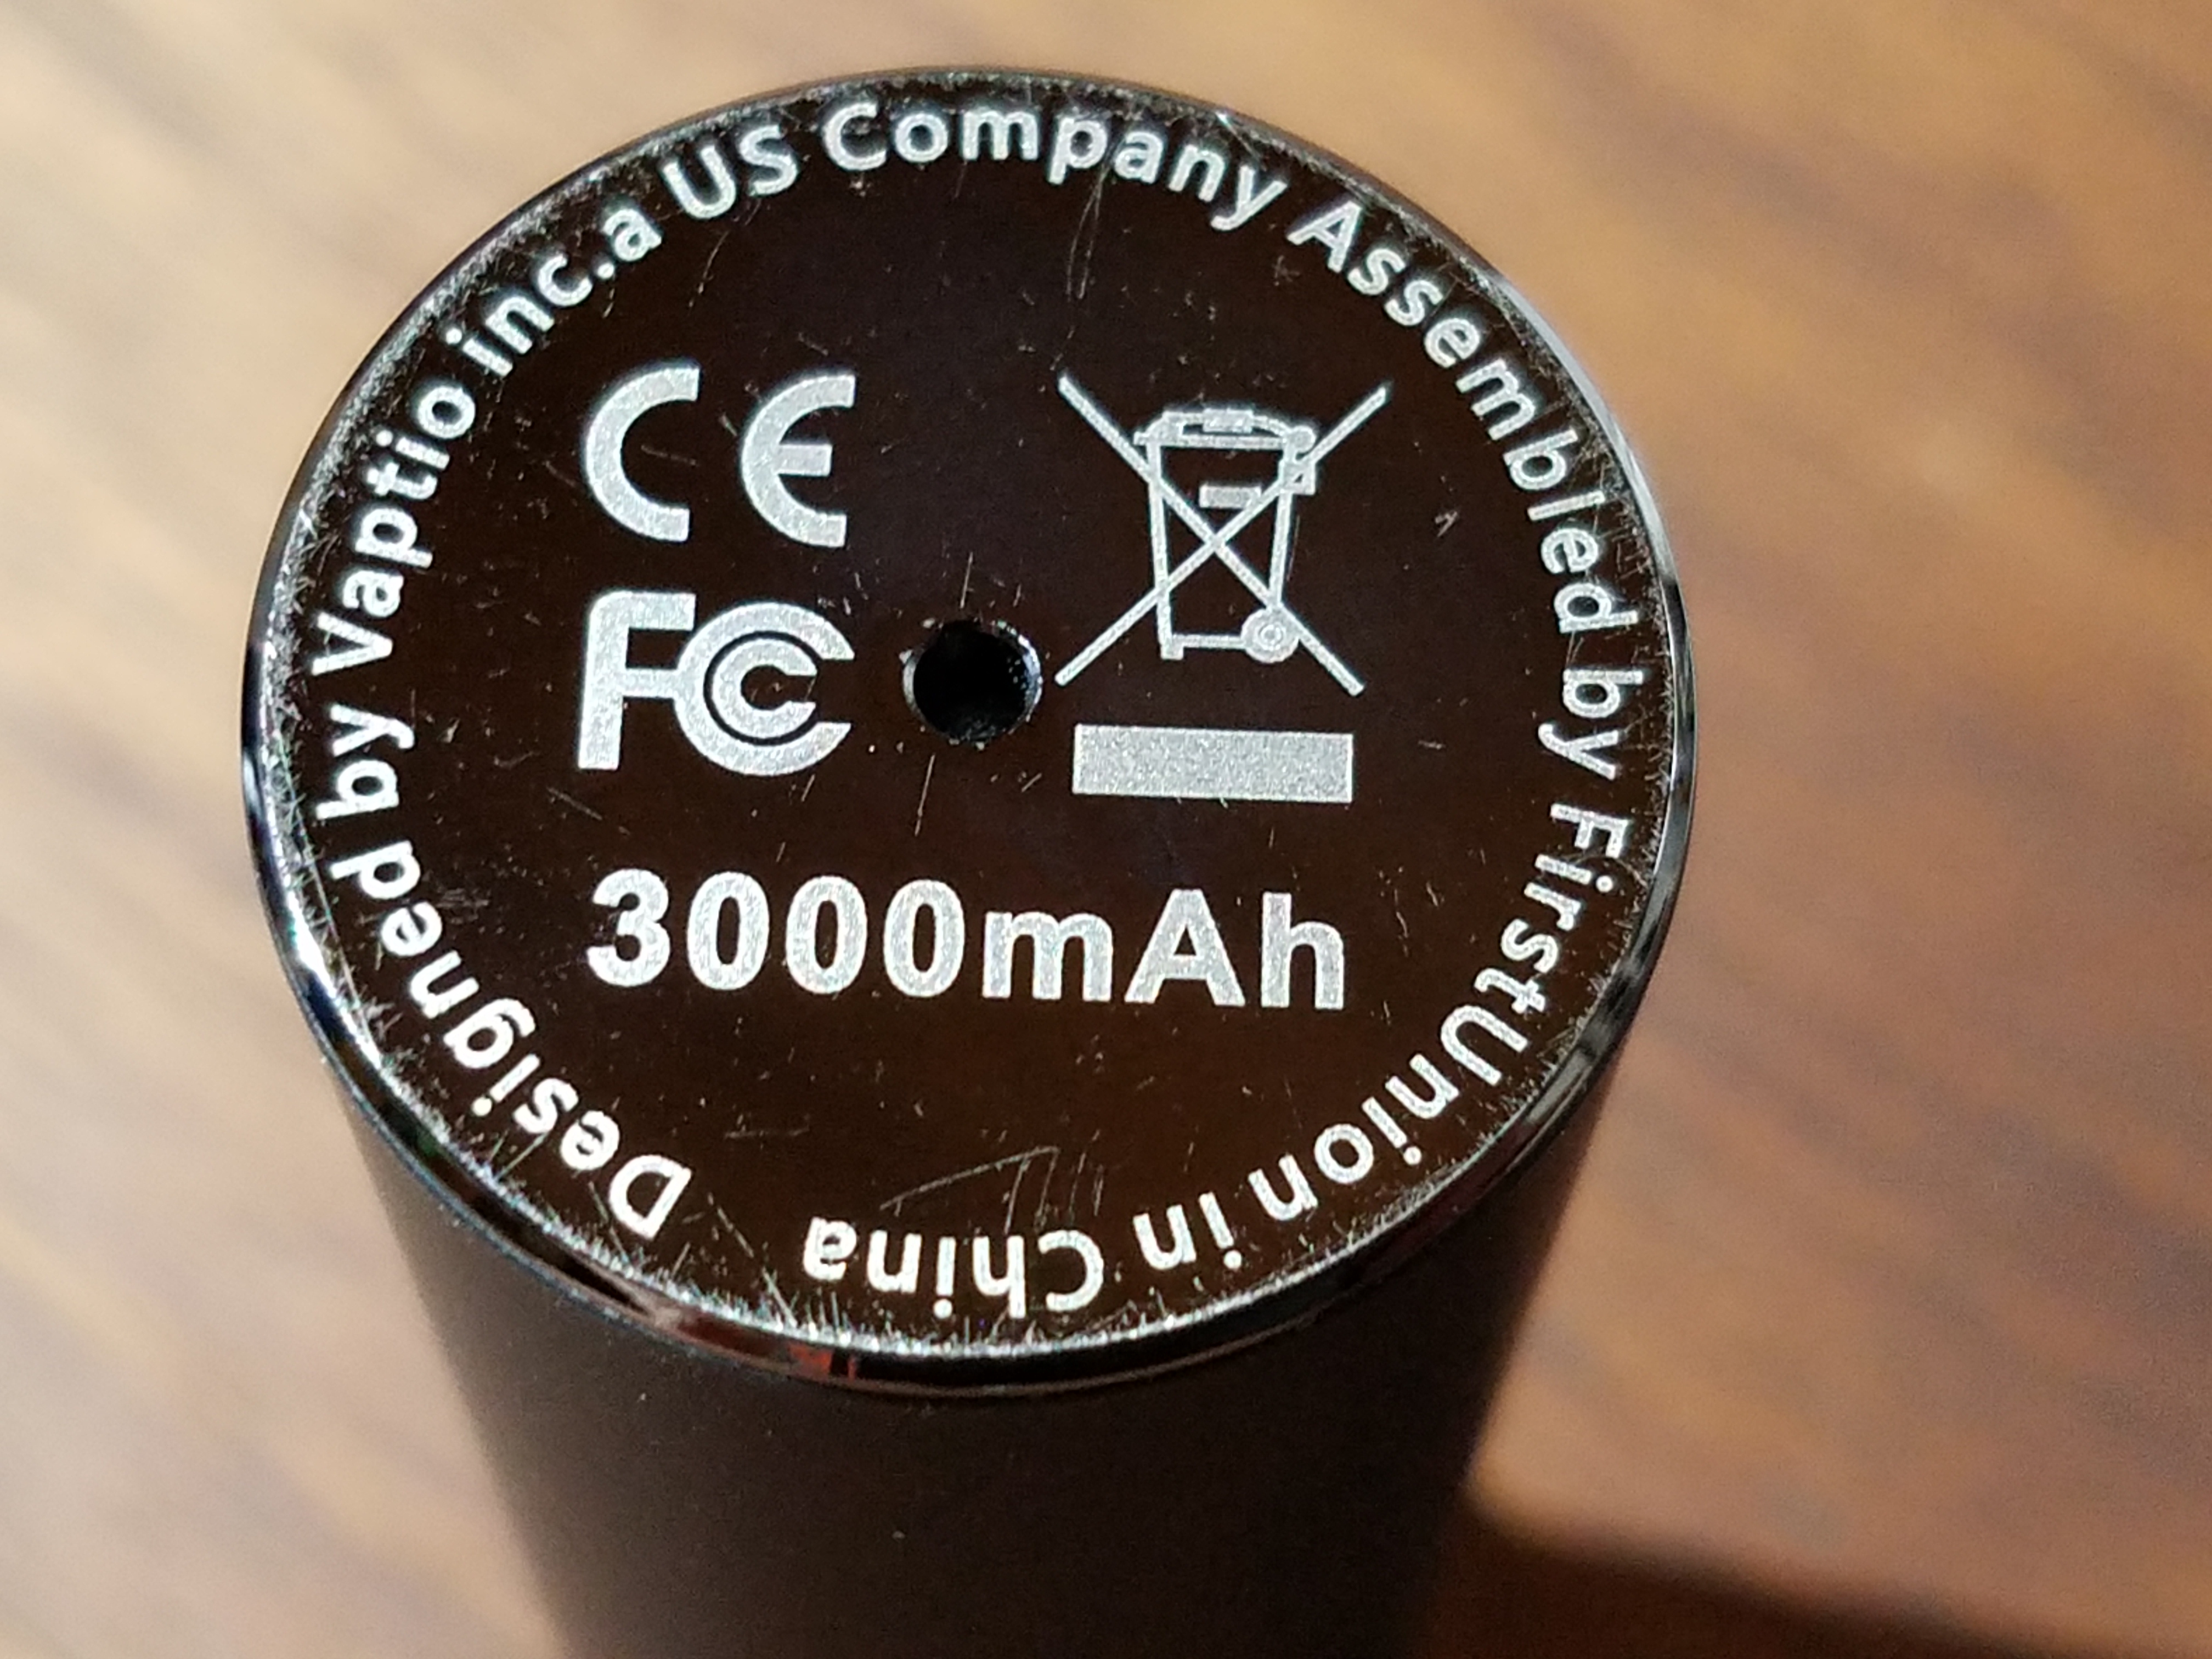 Designed by Vaptio inc.a US Company Assembled by FirstUnion in China
CE
FC
3000mAh